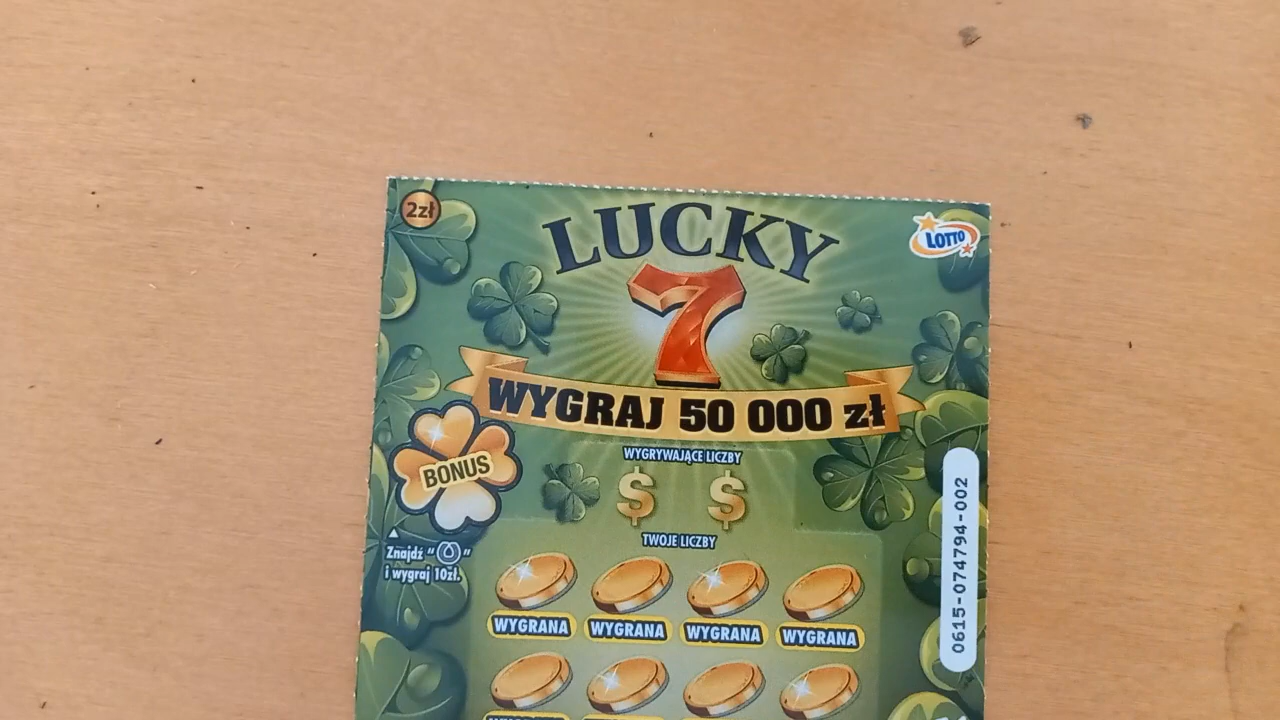 2zł
LUCKY
LOTTO
7
WYGRAJ 50 000 zł
WYGRYWAJĄCE LICZBY
BONUS
$ $
Znajdź " "
i wygraj 10zł.
TWOJE LICZBY
WYGRANA WYGRANA WYGRANA WYGRANA
0615-074794-002